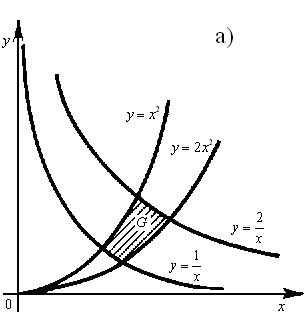 y
a)
y = x²
y = 2x²
G
y = 2/x
y = 1/x
0
x